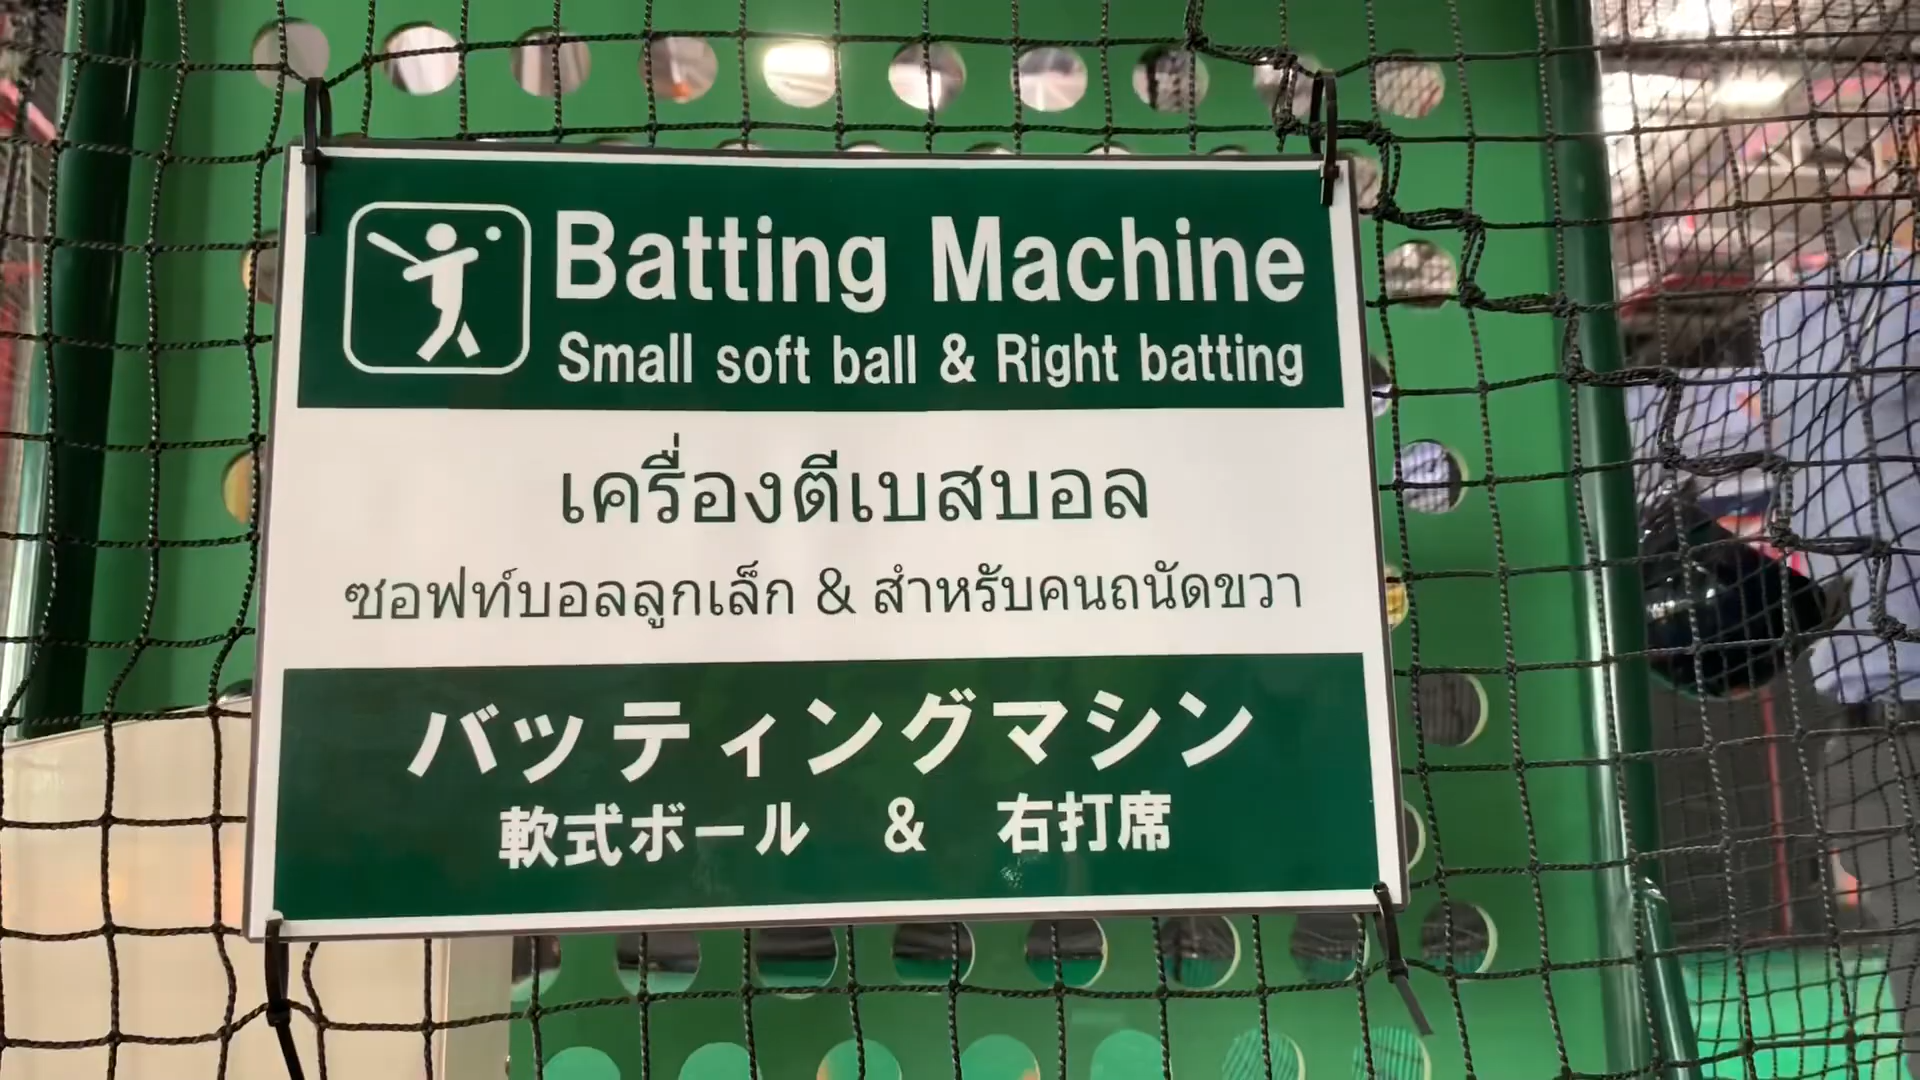 Batting Machine
Small soft ball & Right batting
เครื่องตีเบสบอล
ซอฟท์บอลลูกเล็ก & สำหรับคนถนัดขวา
バッティングマシン
軟式ボール & 右打席